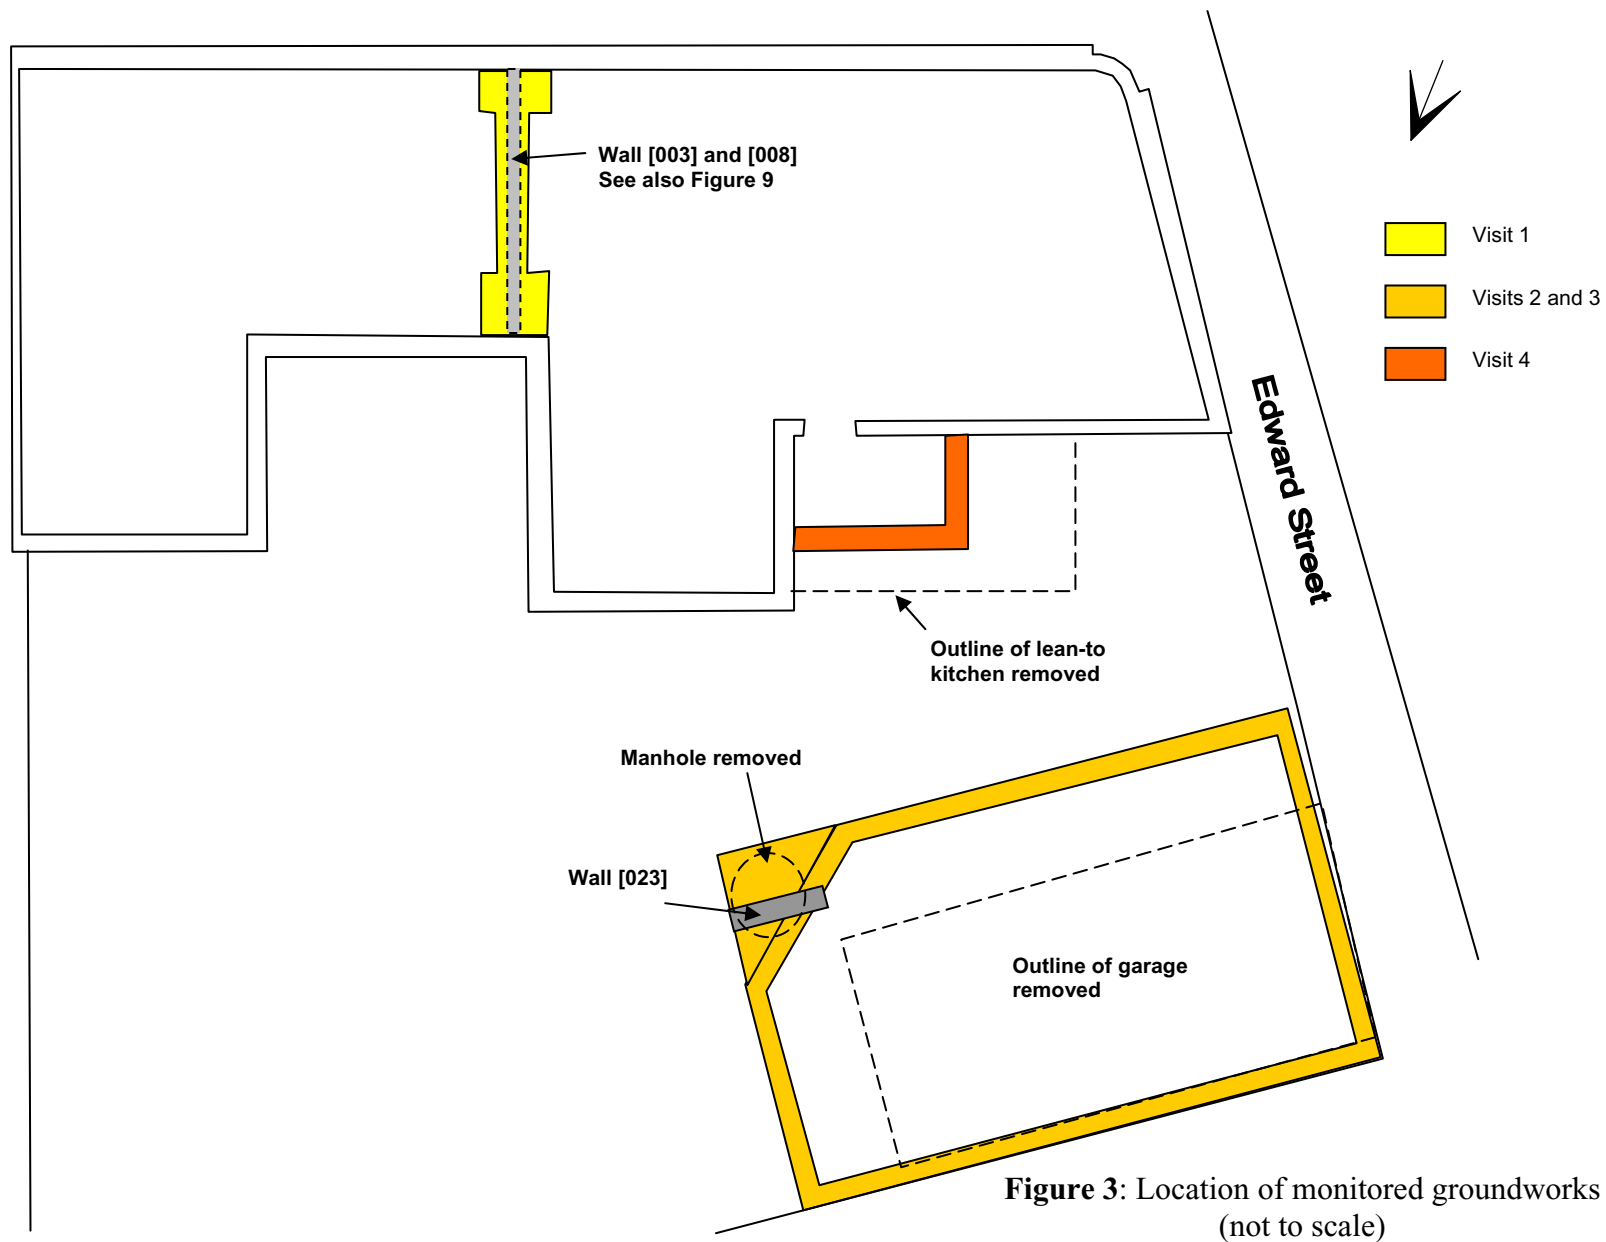 Wall [003] and [008]
See also Figure 9
Visit 1
Visits 2 and 3
Visit 4
Edward Street
Outline of lean-to
kitchen removed
Manhole removed
Wall [023]
Outline of garage
removed
Figure 3: Location of monitored groundworks
(not to scale)